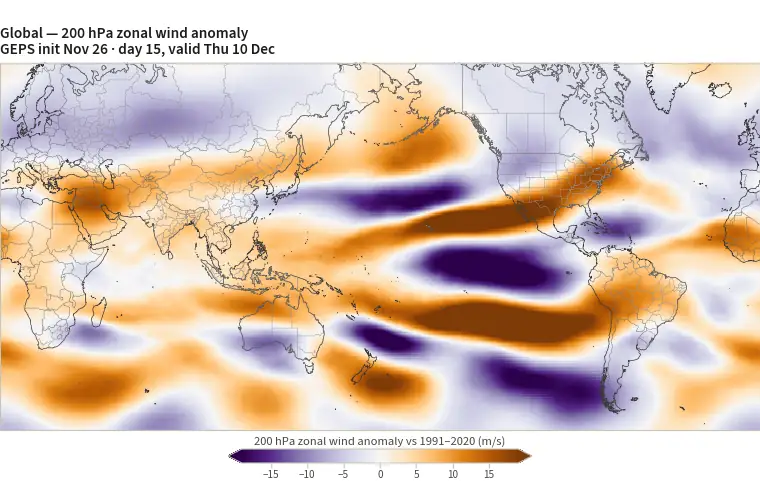 Global — 200 hPa zonal wind anomaly
GEPS init Nov 26 · day 15, valid Thu 10 Dec
200 hPa zonal wind anomaly vs 1991–2020 (m/s)
−15 −10 −5 0 5 10 15